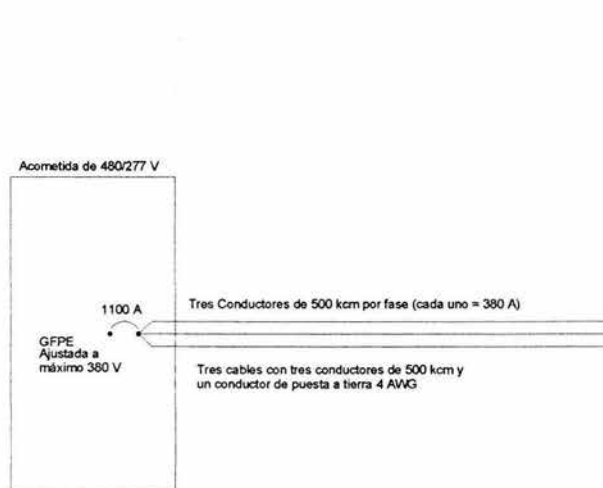 Acometida de 480/277 V
1100 A
Tres Conductores de 500 kcm por fase (cada uno = 380 A)
GFPE
Ajustada a
máximo 380 V
Tres cables con tres conductores de 500 kcm y
un conductor de puesta a tierra 4 AWG